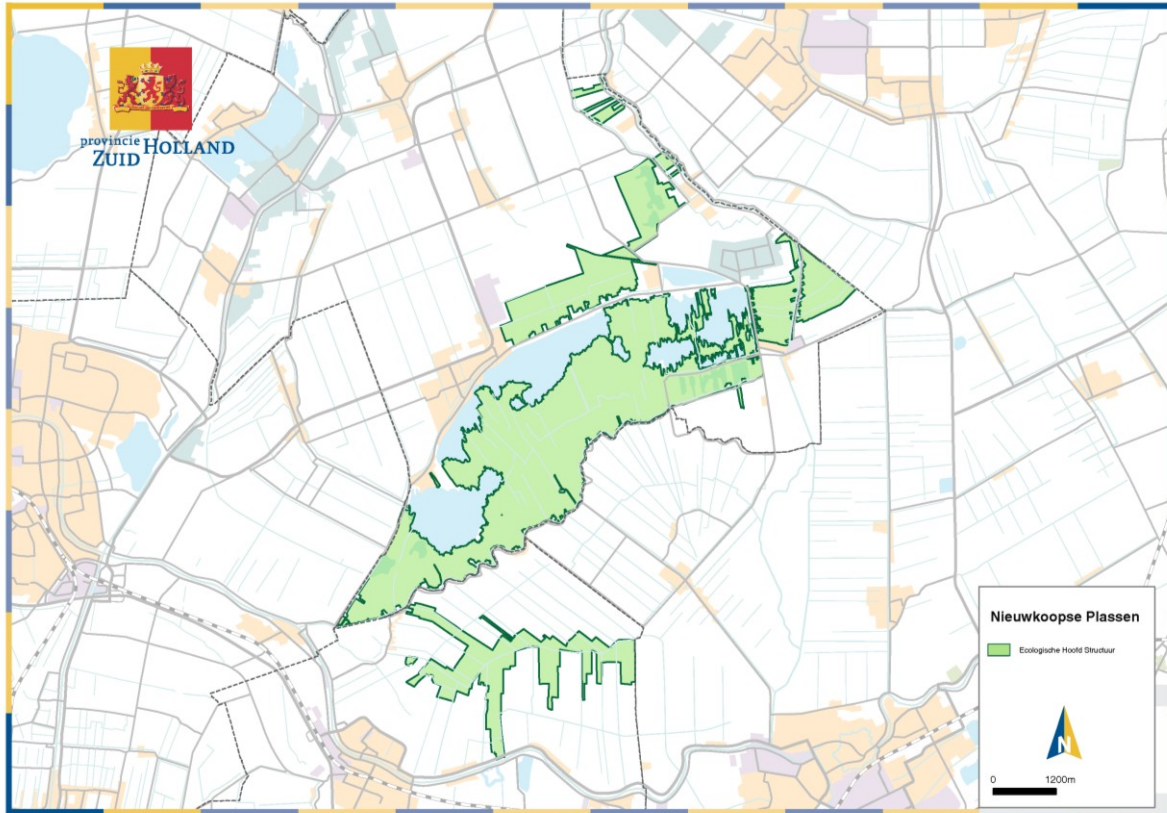 provincie
ZUID HOLLAND
Nieuwkoopse Plassen
Ecologische Hoofd Structuur
N
0 1200m